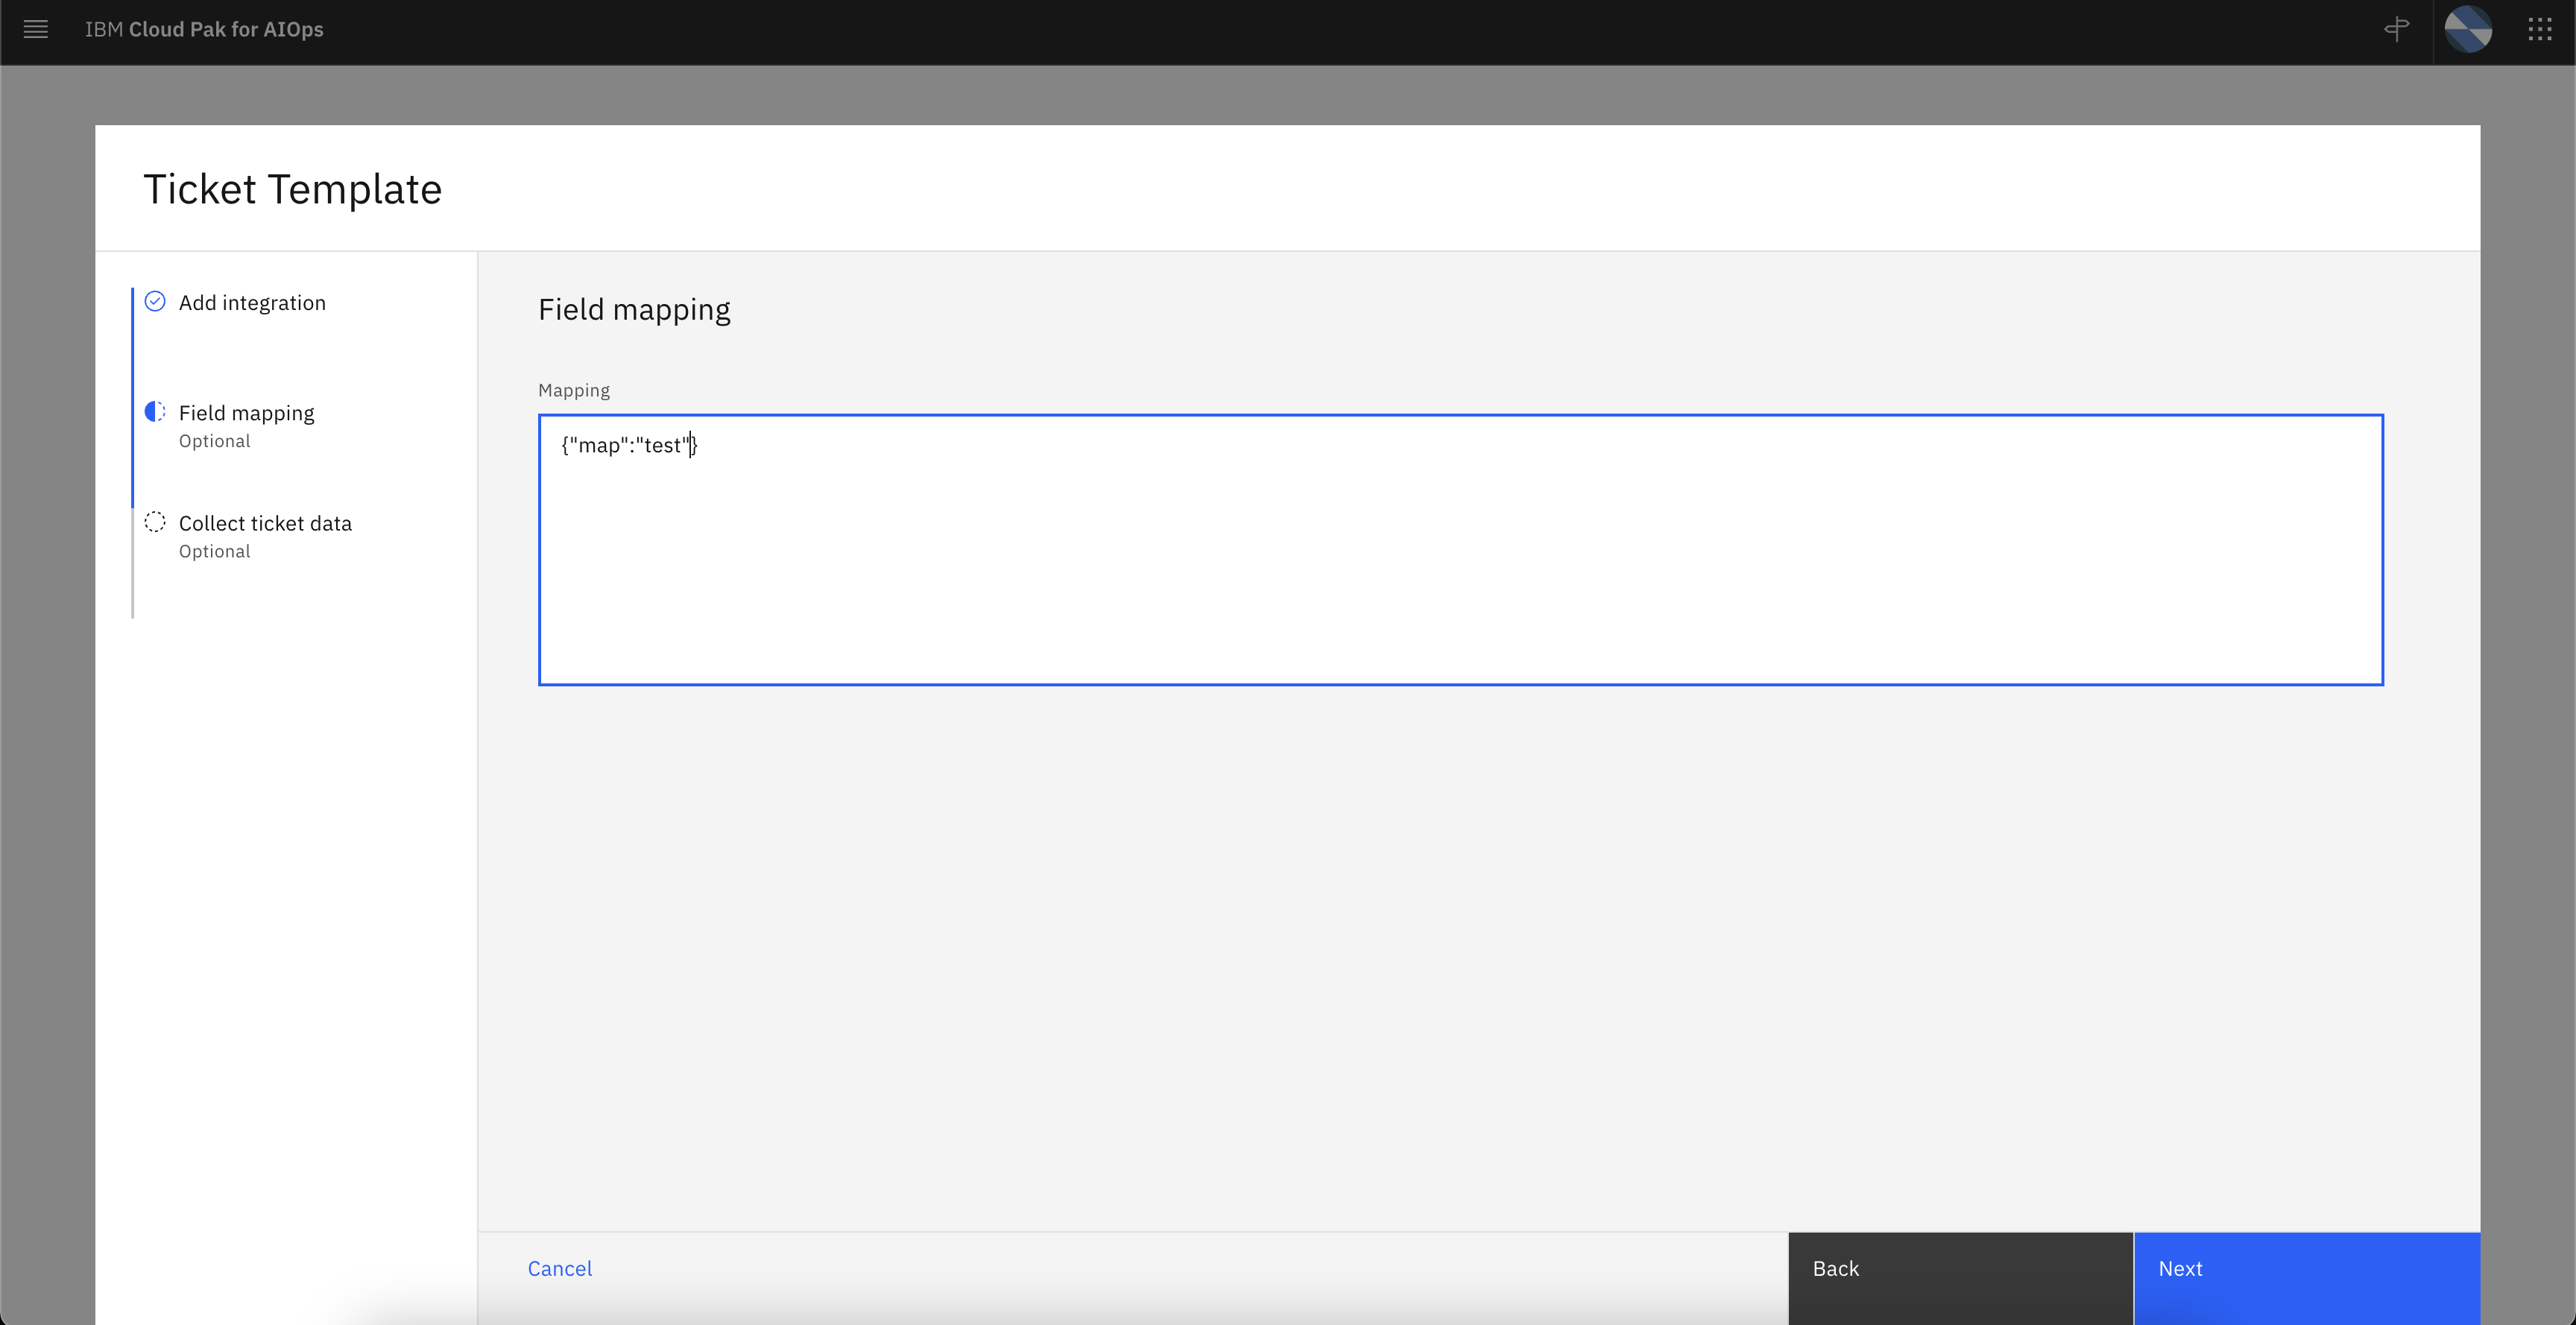 IBM Cloud Pak for AIOps
Ticket Template
Add integration
Field mapping
Optional
Collect ticket data
Optional
Field mapping
Mapping
{"map":"test"}
Cancel
Back
Next